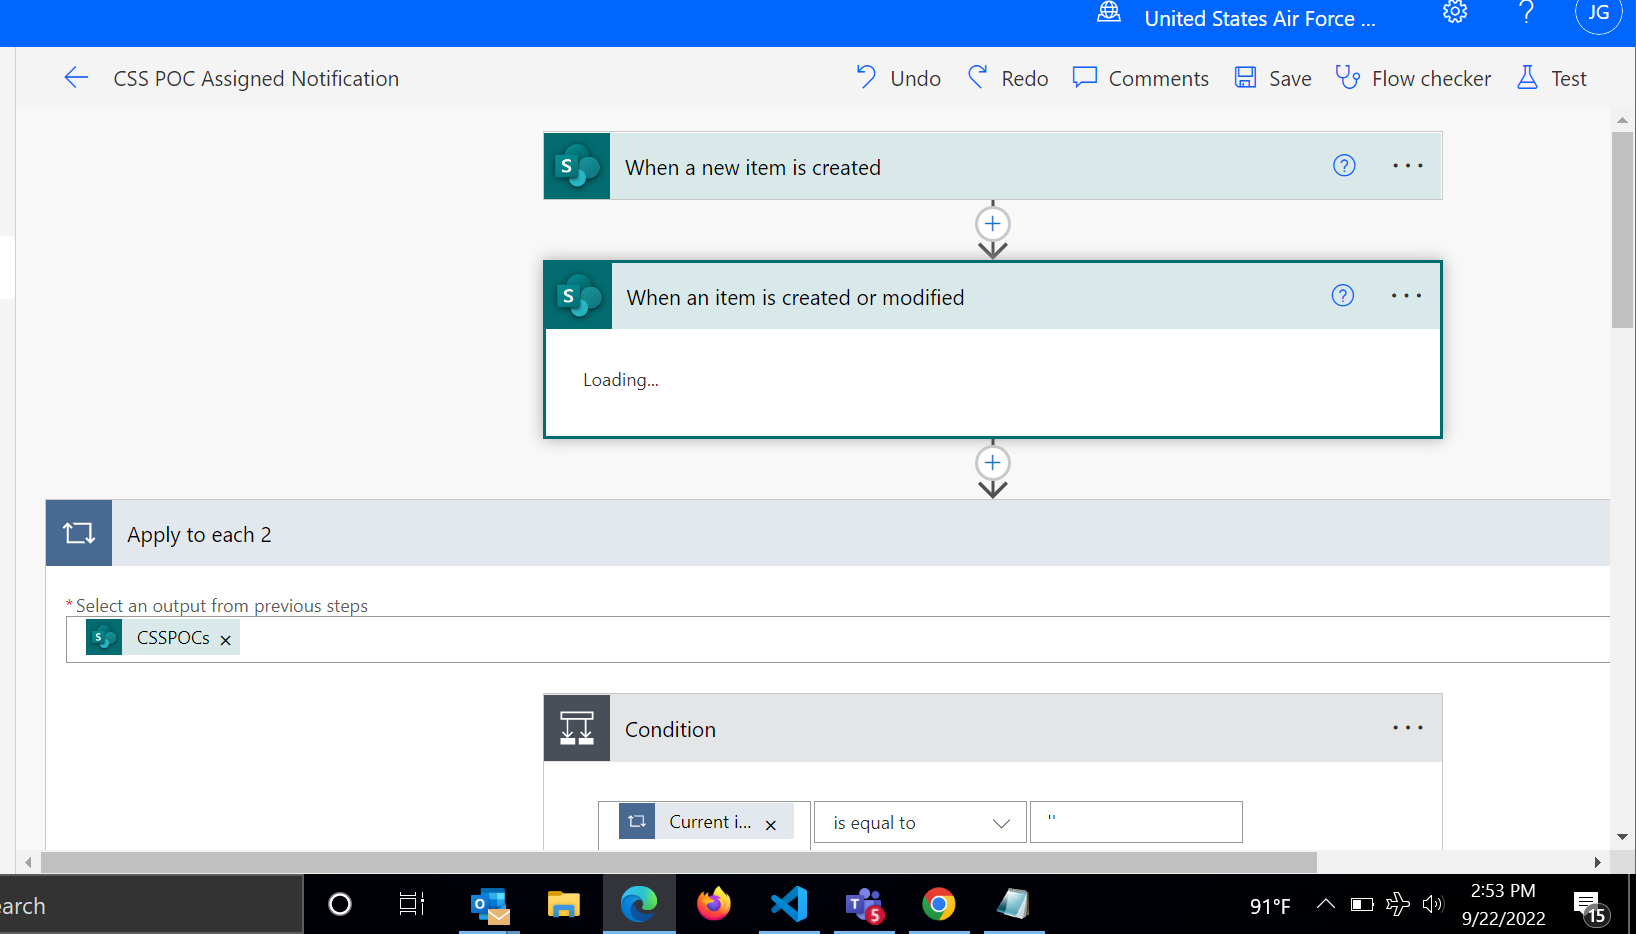 United States Air Force ...
?
JG
CSS POC Assigned Notification
Undo
Redo
Comments
Save
Flow checker
Test
S
When a new item is created
?
...
+
S
When an item is created or modified
?
...
Loading...
+
Apply to each 2
* Select an output from previous steps
S
CSSPOCs ×
Condition
...
Current i... ×
is equal to
''
earch
O
T
5
91°F
2:53 PM
9/22/2022
15